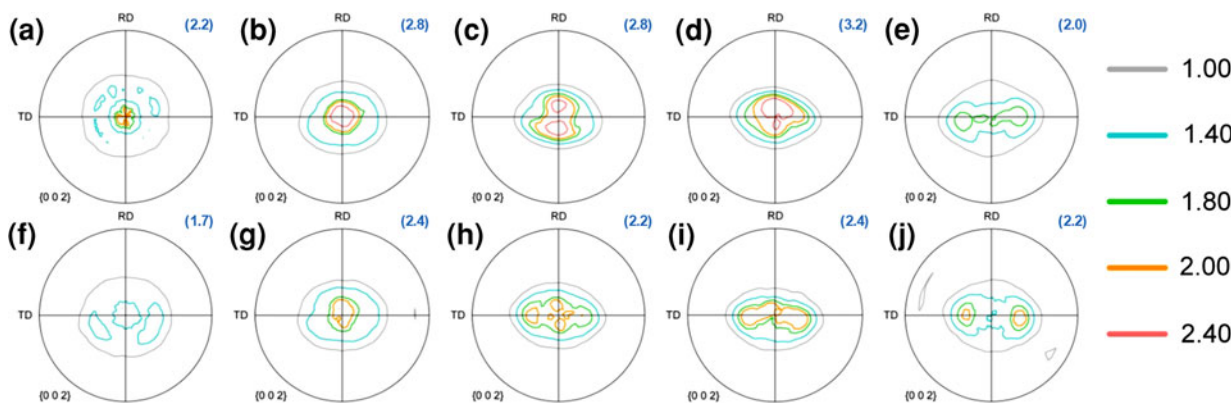 (a) RD (2.2)
(b) RD (2.8)
(c) RD (2.8)
(d) RD (3.2)
(e) RD (2.0)
TD TD TD TD TD
{0 0 2} {0 0 2} {0 0 2} {0 0 2} {0 0 2}
(f) RD (1.7)
(g) RD (2.4)
(h) RD (2.2)
(i) RD (2.4)
(j) RD (2.2)
TD TD TD TD TD
{0 0 2} {0 0 2} {0 0 2} {0 0 2} {0 0 2}
1.00
1.40
1.80
2.00
2.40